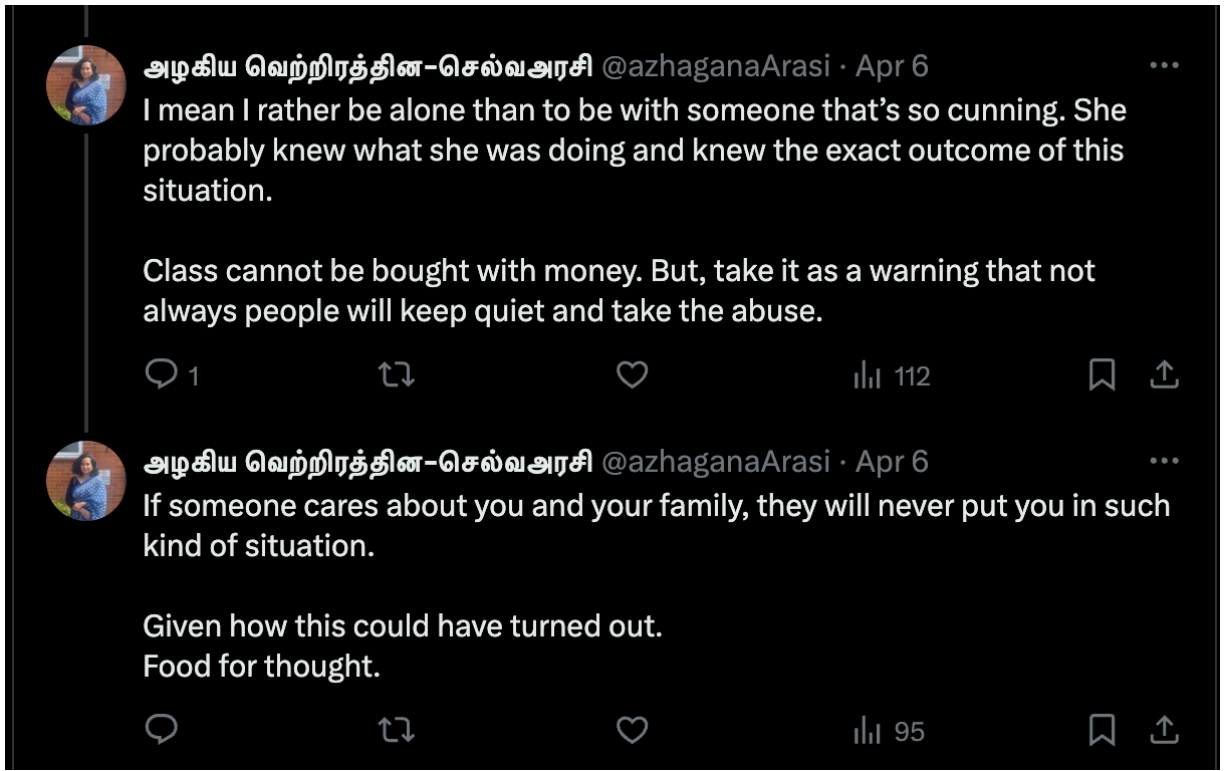 அழகிய வெற்றிரத்தின-செல்வஅரசி @azhaganaArasi · Apr 6
I mean I rather be alone than to be with someone that’s so cunning. She
probably knew what she was doing and knew the exact outcome of this
situation.
Class cannot be bought with money. But, take it as a warning that not
always people will keep quiet and take the abuse.
1
112
அழகிய வெற்றிரத்தின-செல்வஅரசி @azhaganaArasi · Apr 6
If someone cares about you and your family, they will never put you in such
kind of situation.
Given how this could have turned out.
Food for thought.
95